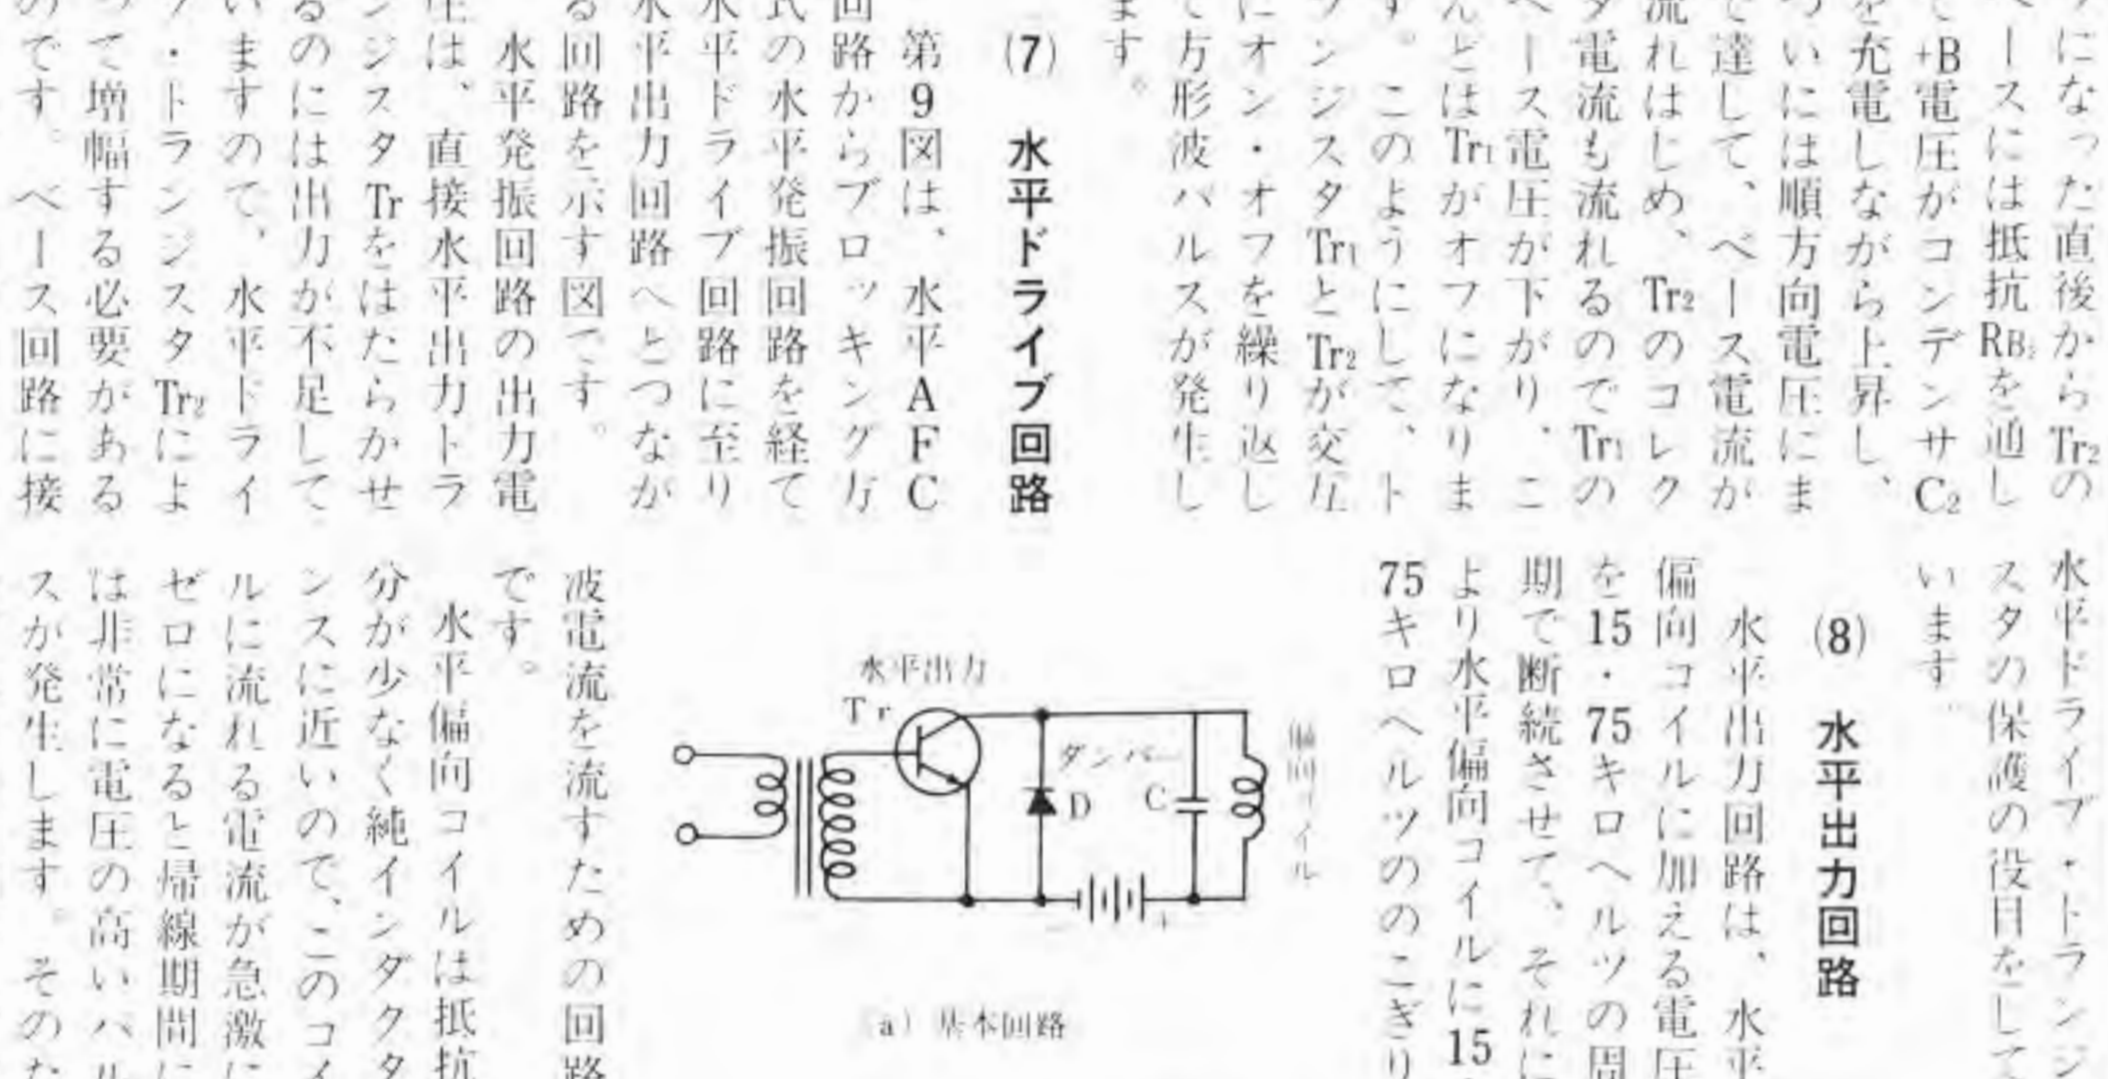 になった直後からTr2の
ースには抵抗RB2を通し
+B電圧がコンデンサC2
を充電しながら上昇し、
いには順方向電圧にま
で達して、ベース電流が
流れはじめ、Tr2のコレク
タ電流も流れるのでTr1の
ース電圧が下がり、こ
んどはTr1がオフになりま
す。このようにして、ト
ンジスタTr1とTr2が交互
にオン・オフを繰り返し
て方形波パルスが発生し
ます。
(7) 水平ドライブ回路
第9図は、水平AFC
回路からブロッキング方
式の水平発振回路を経て
水平ドライブ回路に至り
水平出力回路へとつなが
る回路を示す図です。
水平発振回路の出力電
圧は、直接水平出力トラ
ンジスタTrをはたらかせ
るのには出力が不足して
いますので、水平ドライ
・トランジスタTr2によ
って増幅する必要がある
のです。ベース回路に接
水平ドライブ・トランジ
スタの保護の役目をして
います。
(8) 水平出力回路
水平出力回路は、水平
偏向コイルに加える電圧
を15・75キロヘルツの周
期で断続させて、それに
より水平偏向コイルに15
75キロヘルツののこぎり
水平出力
Tr
ダンパー
D
C
偏向コイル
+
(a) 基本回路
波電流を流すための回路
です。
水平偏向コイルは抵抗
分が少なく純インダクタ
ンスに近いので、このコイ
ルに流れる電流が急激に
ゼロになると帰線期間に
は非常に電圧の高いパル
スが発生します。そのた